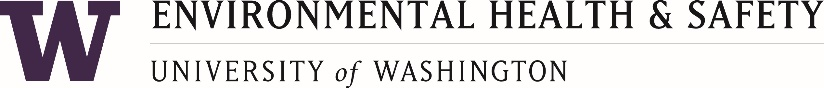 W ENVIRONMENTAL HEALTH & SAFETY
UNIVERSITY of WASHINGTON